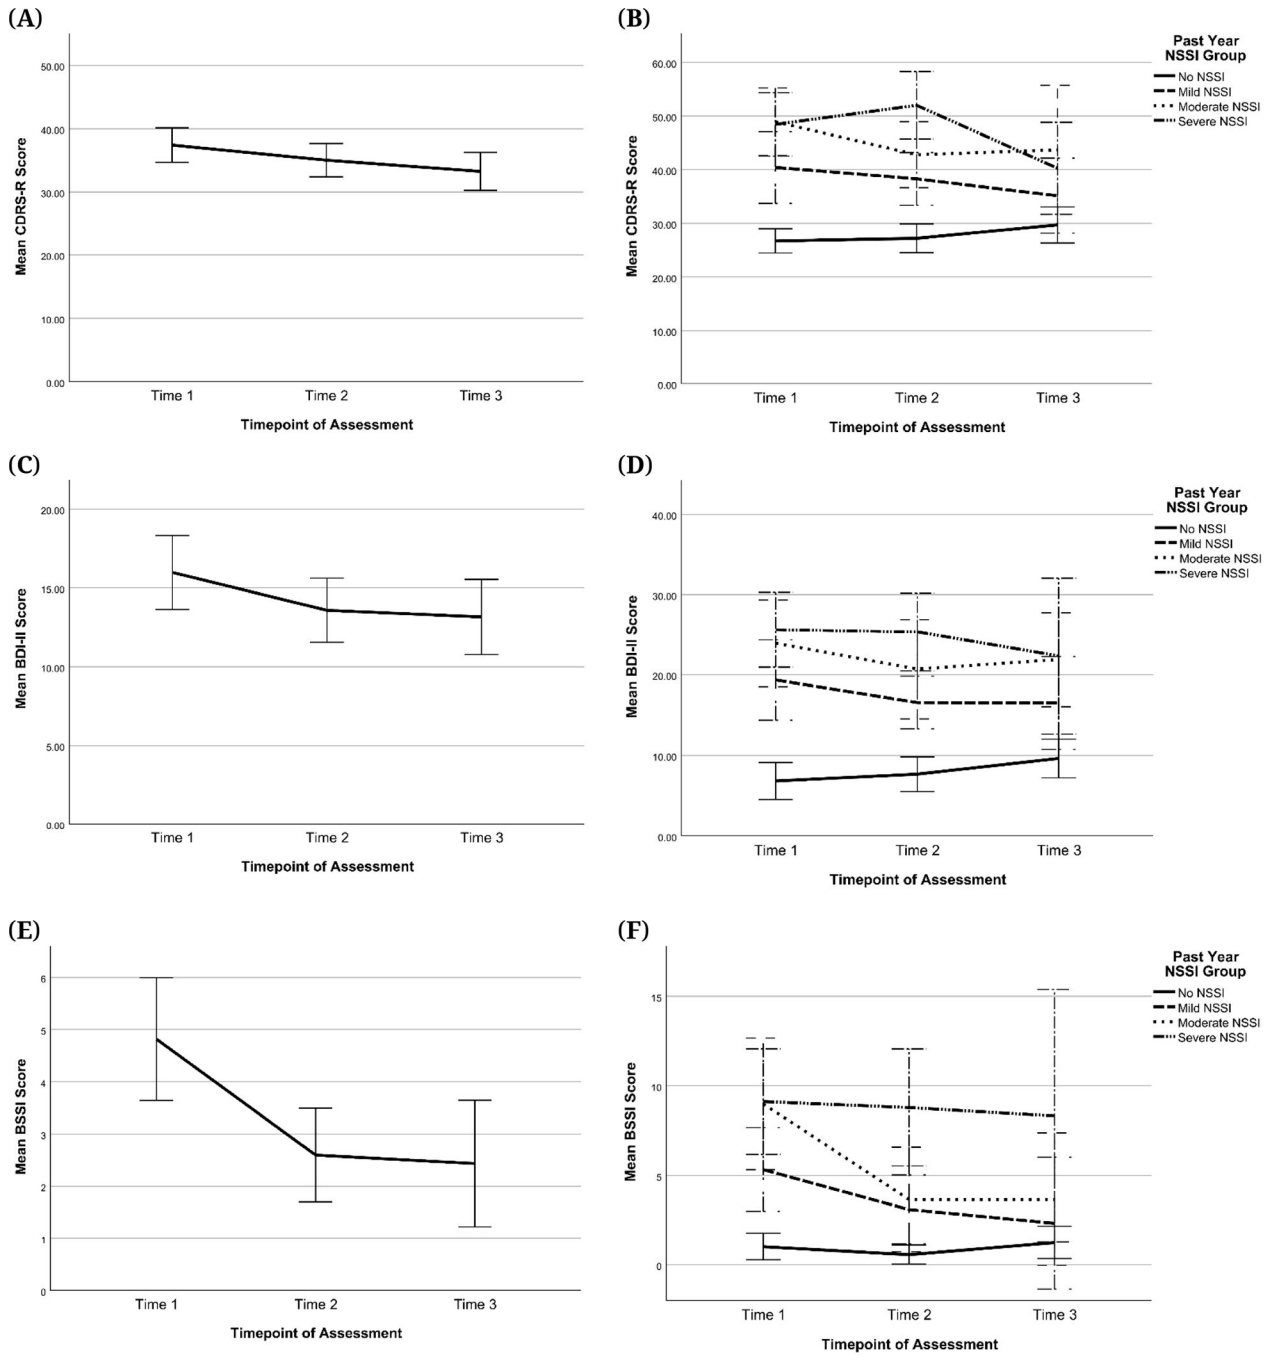 (A)
50.00
40.00
30.00
20.00
10.00
0.00
Mean CDRS-R Score
Time 1
Time 2
Time 3
Timepoint of Assessment
(B)
60.00
50.00
40.00
30.00
20.00
10.00
0.00
Mean CDRS-R Score
Time 1
Time 2
Time 3
Timepoint of Assessment
Past Year
NSSI Group
No NSSI
Mild NSSI
Moderate NSSI
Severe NSSI
(C)
20.00
15.00
10.00
5.00
0.00
Mean BDI-II Score
Time 1
Time 2
Time 3
Timepoint of Assessment
(D)
40.00
30.00
20.00
10.00
0.00
Mean BDI-II Score
Time 1
Time 2
Time 3
Timepoint of Assessment
Past Year
NSSI Group
No NSSI
Mild NSSI
Moderate NSSI
Severe NSSI
(E)
6
5
4
3
2
1
0
Mean BSSI Score
Time 1
Time 2
Time 3
Timepoint of Assessment
(F)
15
10
5
0
Mean BSSI Score
Time 1
Time 2
Time 3
Timepoint of Assessment
Past Year
NSSI Group
No NSSI
Mild NSSI
Moderate NSSI
Severe NSSI